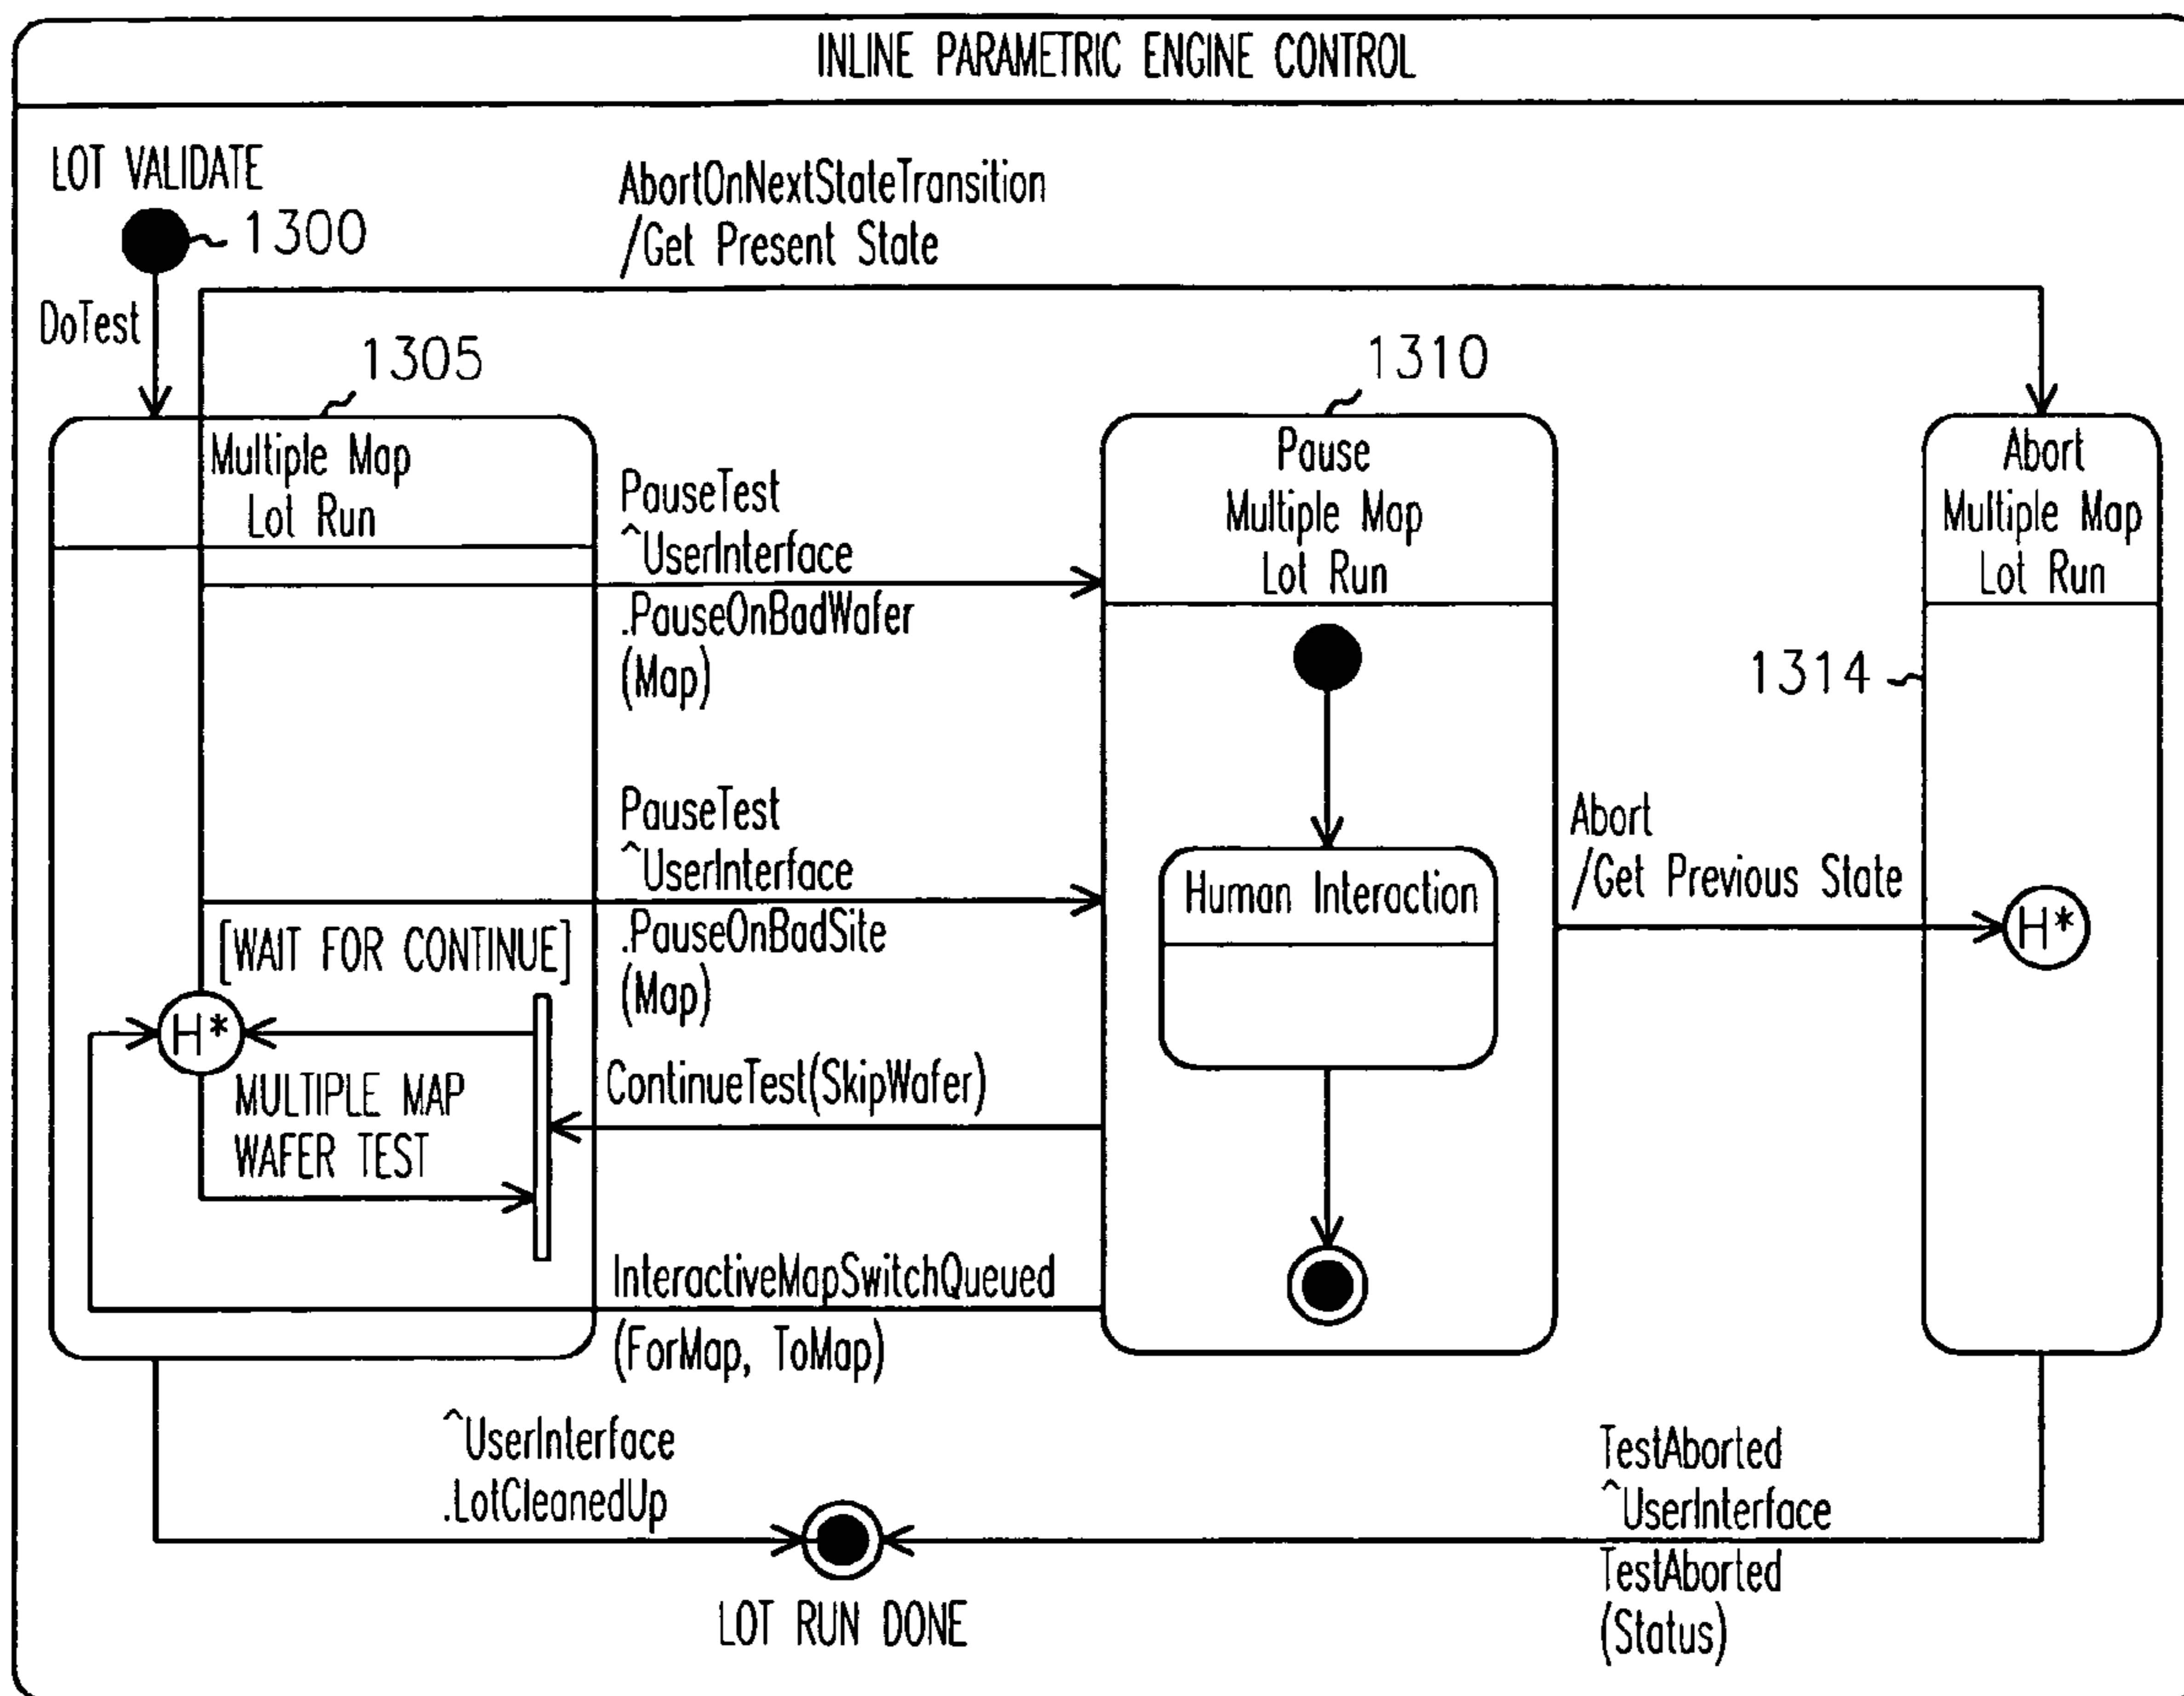 INLINE PARAMETRIC ENGINE CONTROL
LOT VALIDATE
1300
AbortOnNextStateTransition
/Get Present State
DoTest
1305
1310
Multiple Map
Lot Run
PauseTest
^UserInterface
.PauseOnBadWafer
(Map)
Pause
Multiple Map
Lot Run
Abort
Multiple Map
Lot Run
1314
PauseTest
^UserInterface
.PauseOnBadSite
(Map)
Human Interaction
Abort
/Get Previous State
H*
[WAIT FOR CONTINUE]
H*
MULTIPLE MAP
WAFER TEST
ContinueTest(SkipWafer)
InteractiveMapSwitchQueued
(ForMap, ToMap)
^UserInterface
.LotCleanedUp
TestAborted
^UserInterface
TestAborted
(Status)
LOT RUN DONE